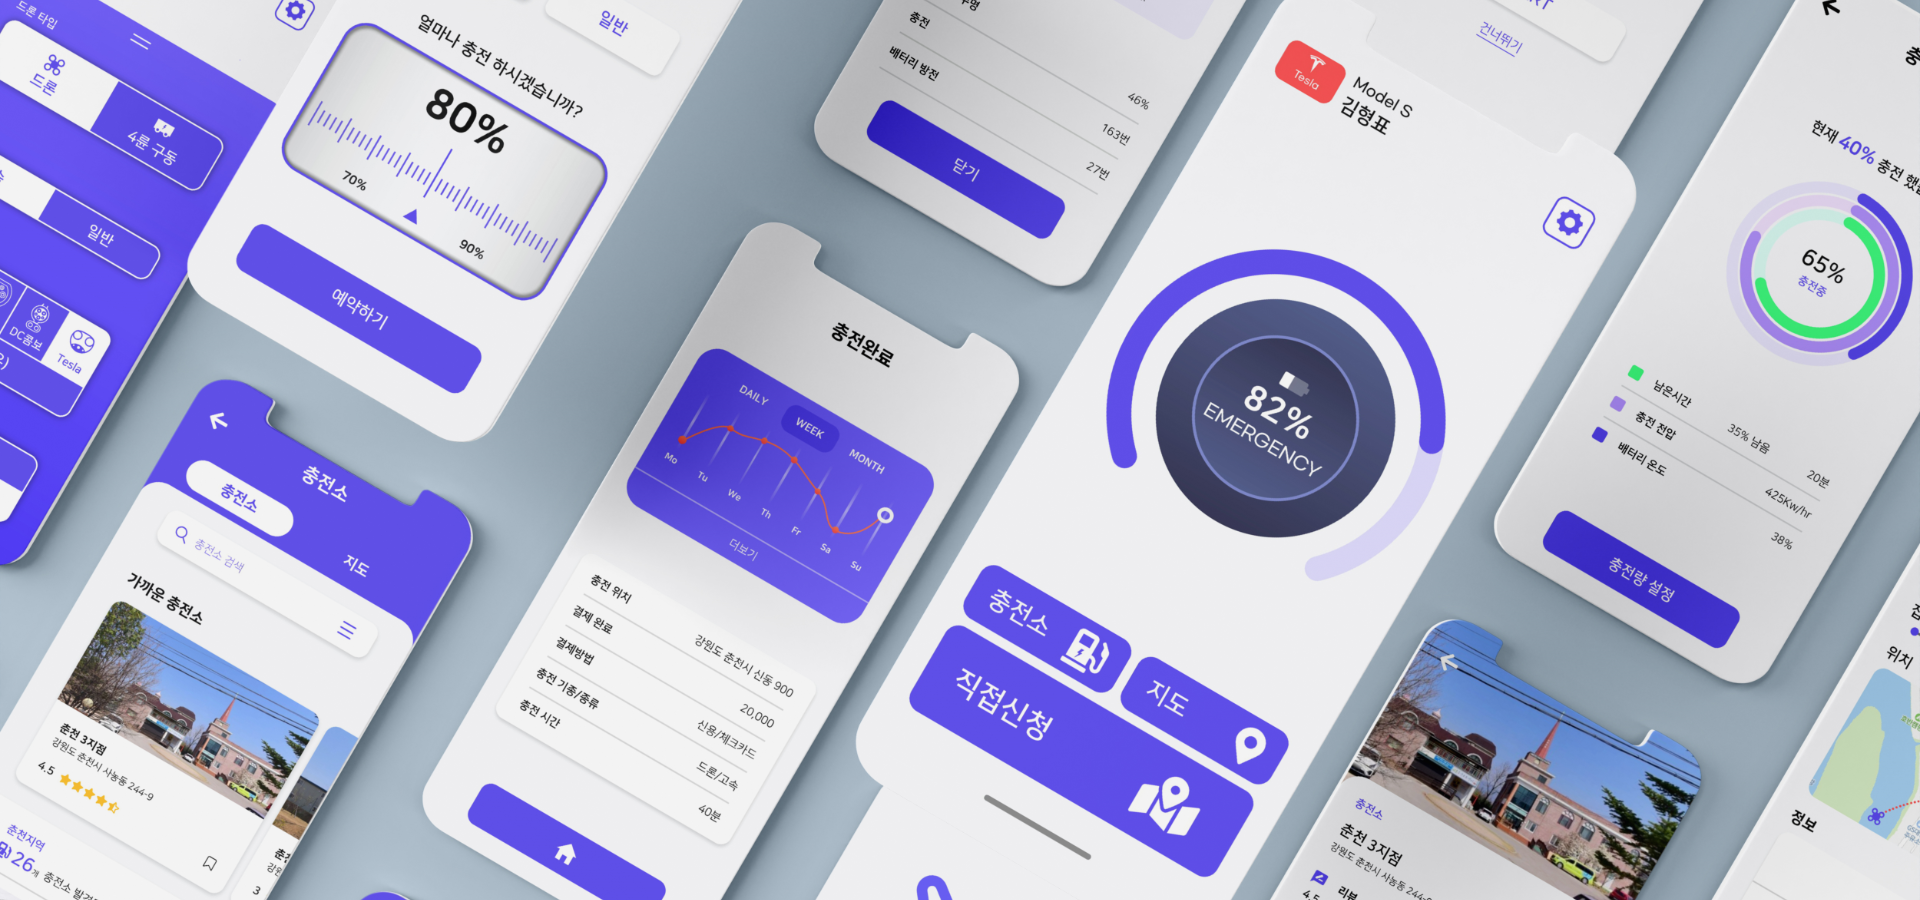 드론 타입
드론
4륜 구동
일반
DC콤보
Tesla
얼마나 충전 하시겠습니까?
80%
70%
90%
예약하기
일반
충전소
충전소
지도
충전소 검색
가까운 충전소
춘천 3지점
강원도 춘천시 사농동 244-9
4.5
춘천지역
26개
충전완료
DAILY
WEEK
MONTH
Mo
Tu
We
Th
Fr
Sa
Su
더보기
충전 위치
강원도 춘천시 신동 900
결제 완료
20,000
결제방법
신용/체크카드
충전 기종/종류
드론/고속
충전 시간
40분
46%
충전
163번
배터리 방전
27번
닫기
건너뛰기
Tesla
Model S
김형표
82%
EMERGENCY
충전소
지도
직접신청
현재 40% 충전
65%
충전중
남은시간
35% 남음
20분
충전 전압
425Kw/hr
배터리 온도
38%
충전량 설정
충전소
춘천 3지점
강원도 춘천시 사농동 244-9
리뷰
4.5
위치
정보